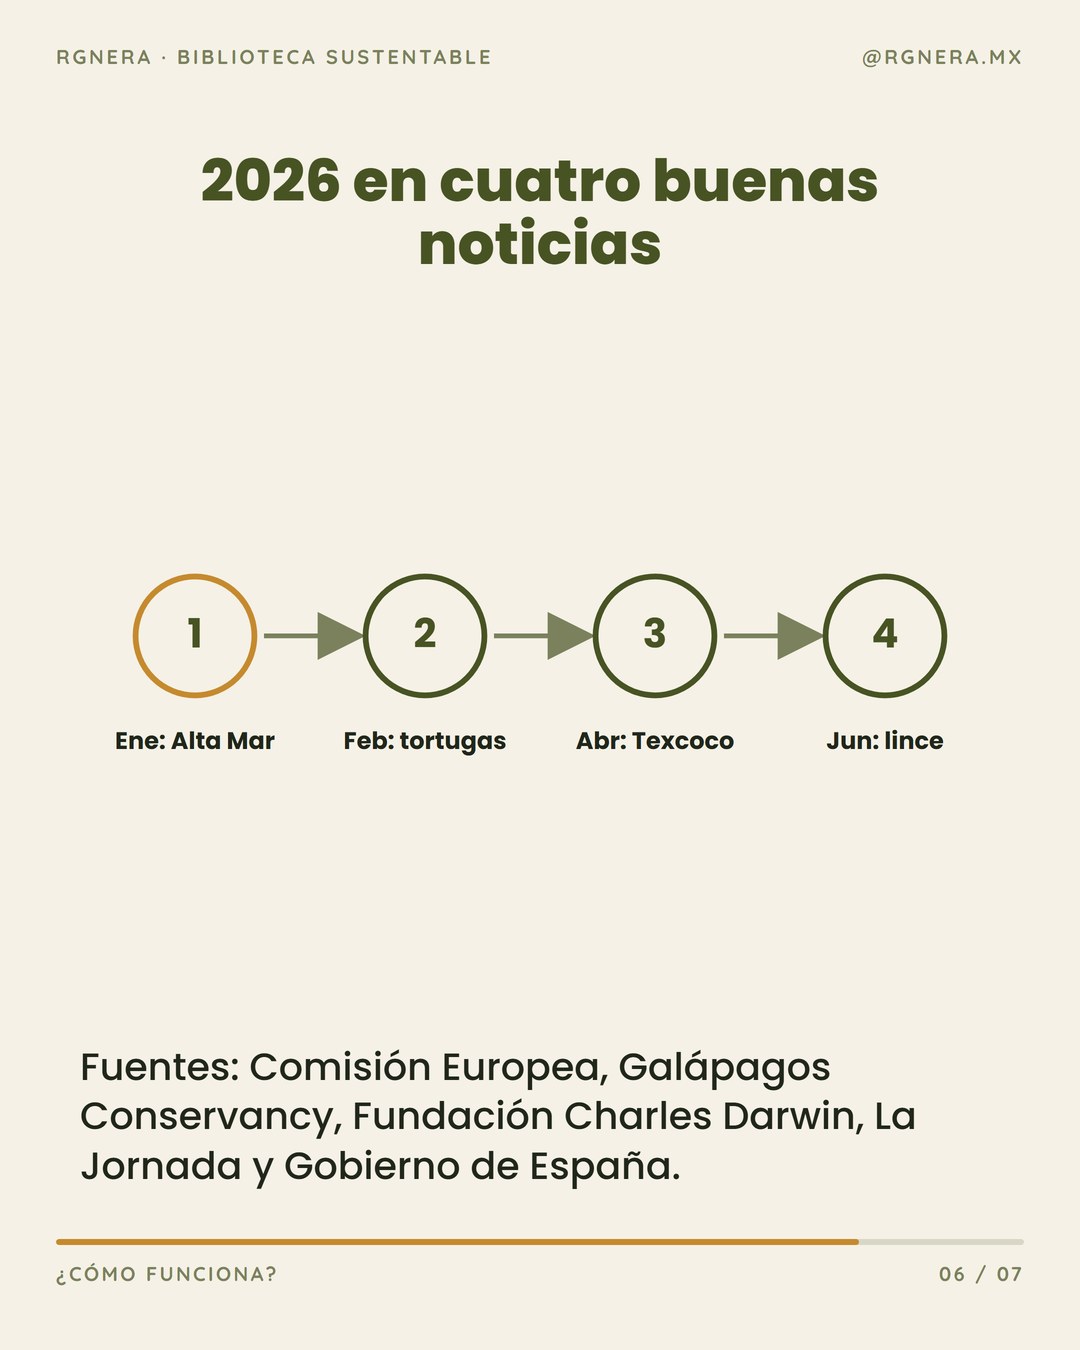 RGNERA · BIBLIOTECA SUSTENTABLE
@RGNERA.MX
2026 en cuatro buenas
noticias
1
2
3
4
Ene: Alta Mar
Feb: tortugas
Abr: Texcoco
Jun: lince
Fuentes: Comisión Europea, Galápagos
Conservancy, Fundación Charles Darwin, La
Jornada y Gobierno de España.
¿CÓMO FUNCIONA?
06 / 07